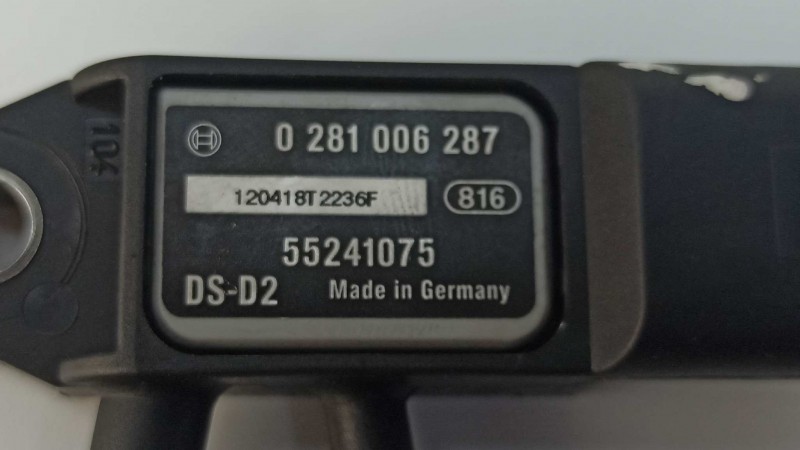 104
0 281 006 287
120418T2236F
816
55241075
DS-D2
Made in Germany